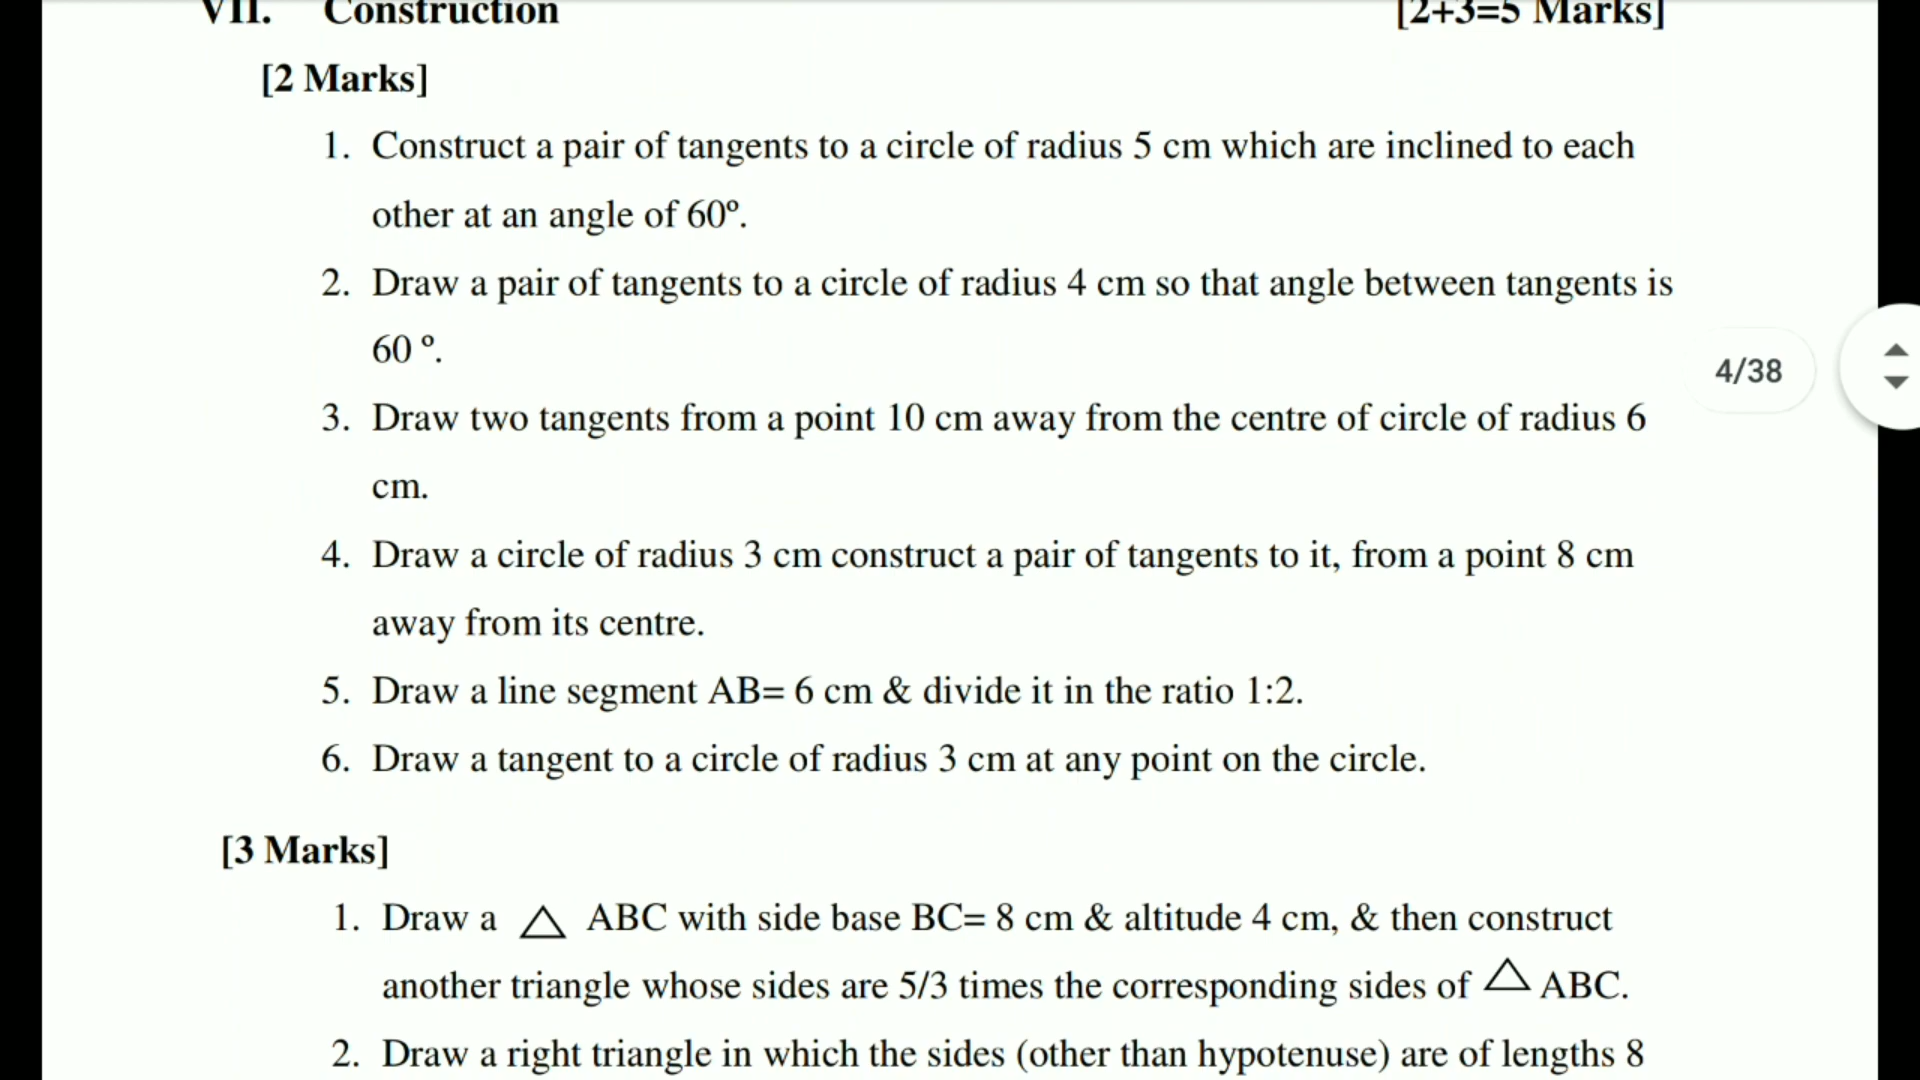 VII. Construction [2+3=5 Marks]
[2 Marks]
1. Construct a pair of tangents to a circle of radius 5 cm which are inclined to each
other at an angle of 60º.
2. Draw a pair of tangents to a circle of radius 4 cm so that angle between tangents is
60 º.
4/38
3. Draw two tangents from a point 10 cm away from the centre of circle of radius 6
cm.
4. Draw a circle of radius 3 cm construct a pair of tangents to it, from a point 8 cm
away from its centre.
5. Draw a line segment AB= 6 cm & divide it in the ratio 1:2.
6. Draw a tangent to a circle of radius 3 cm at any point on the circle.
[3 Marks]
1. Draw a △ ABC with side base BC= 8 cm & altitude 4 cm, & then construct
another triangle whose sides are 5/3 times the corresponding sides of △ ABC.
2. Draw a right triangle in which the sides (other than hypotenuse) are of lengths 8